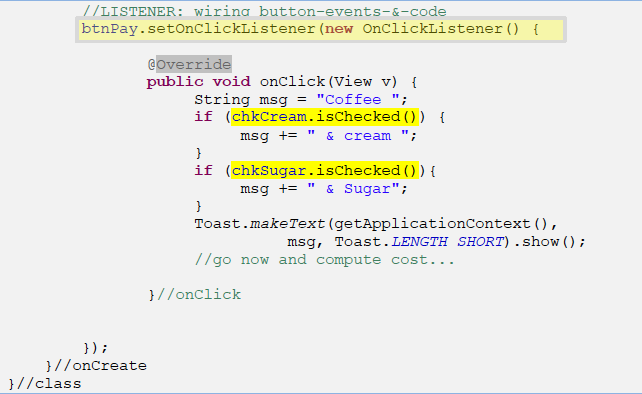 //LISTENER: wiring button-events-&-code
btnPay.setOnClickListener(new OnClickListener() {
@Override
public void onClick(View v) {
String msg = "Coffee ";
if (chkCream.isChecked()) {
msg += " & cream ";
}
if (chkSugar.isChecked()){
msg += " & Sugar";
}
Toast.makeText(getApplicationContext(),
msg, Toast.LENGTH_SHORT).show();
//go now and compute cost...
}//onClick
});
}//onCreate
}//class